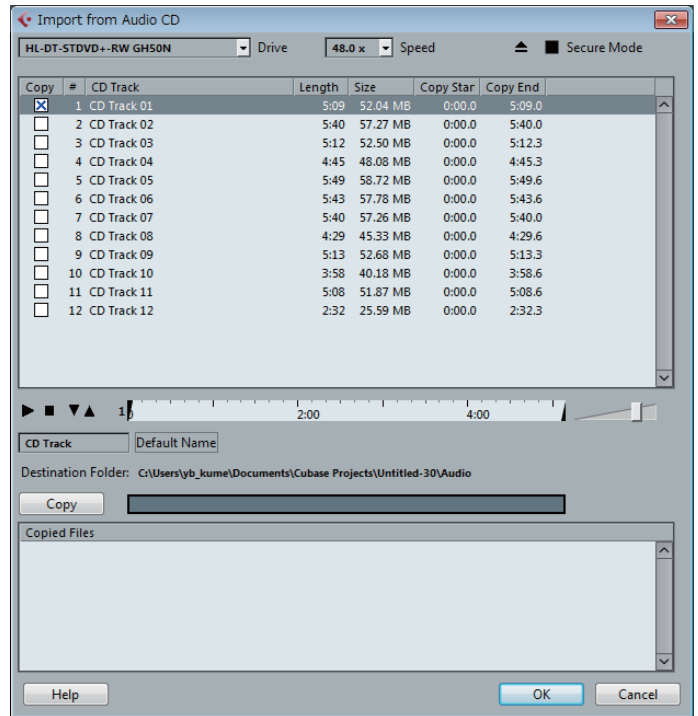 Import from Audio CD
HL-DT-STDVD+-RW GH50N Drive 48.0 x Speed Secure Mode
Copy # CD Track Length Size Copy Star Copy End
1 CD Track 01 5:09 52.04 MB 0:00.0 5:09.0
2 CD Track 02 5:40 57.27 MB 0:00.0 5:40.0
3 CD Track 03 5:12 52.50 MB 0:00.0 5:12.3
4 CD Track 04 4:45 48.08 MB 0:00.0 4:45.3
5 CD Track 05 5:49 58.72 MB 0:00.0 5:49.6
6 CD Track 06 5:43 57.78 MB 0:00.0 5:43.6
7 CD Track 07 5:40 57.26 MB 0:00.0 5:40.0
8 CD Track 08 4:29 45.33 MB 0:00.0 4:29.6
9 CD Track 09 5:13 52.68 MB 0:00.0 5:13.3
10 CD Track 10 3:58 40.18 MB 0:00.0 3:58.6
11 CD Track 11 5:08 51.87 MB 0:00.0 5:08.6
12 CD Track 12 2:32 25.59 MB 0:00.0 2:32.3
1 0 2:00 4:00
CD Track Default Name
Destination Folder: C:\Users\yb_kume\Documents\Cubase Projects\Untitled-30\Audio
Copy
Copied Files
Help OK Cancel